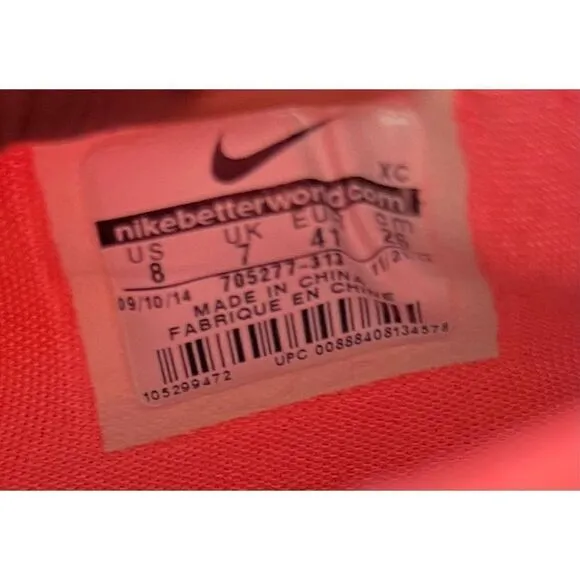 XC
nikebetterworld.com
US UK EUR cm
8 7 41 26
09/10/14 705277-313
MADE IN CHINA
FABRIQUE EN CHINE
UPC 00888408134578
105299472